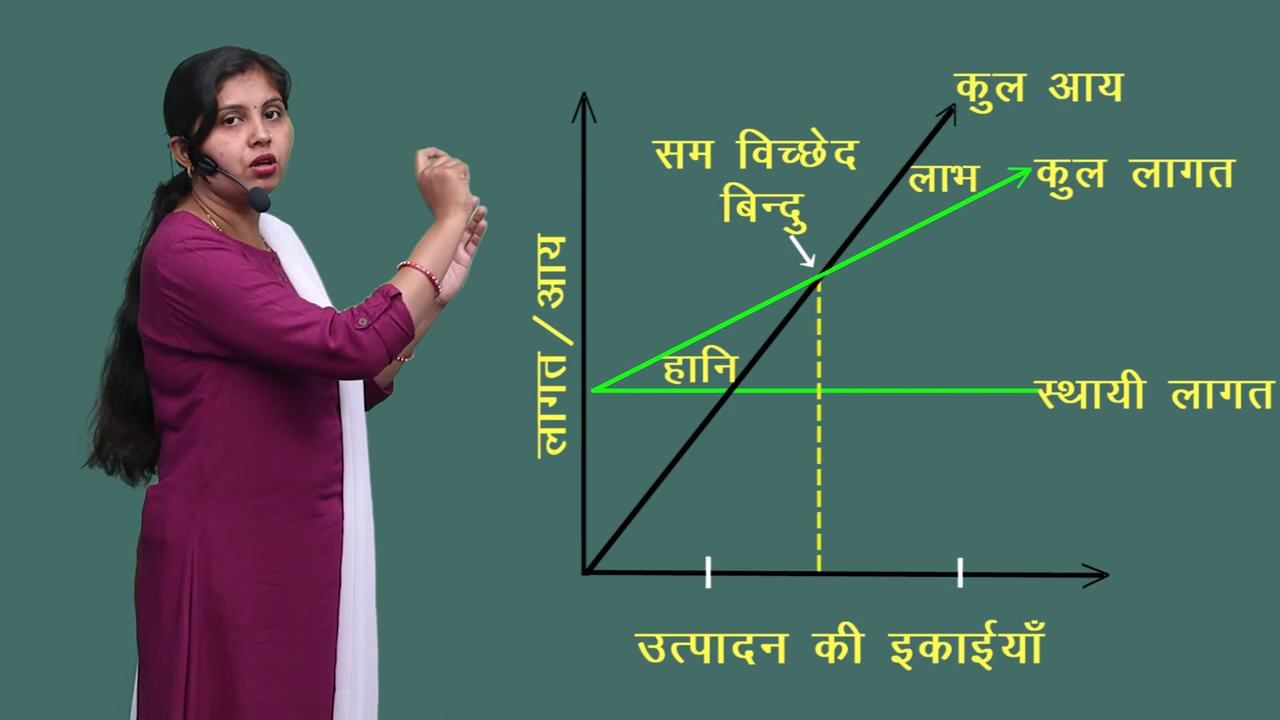 कुल आय
सम विच्छेद
बिन्दु
लाभ
कुल लागत
लागत/आय
हानि
स्थायी लागत
उत्पादन की इकाईयाँ